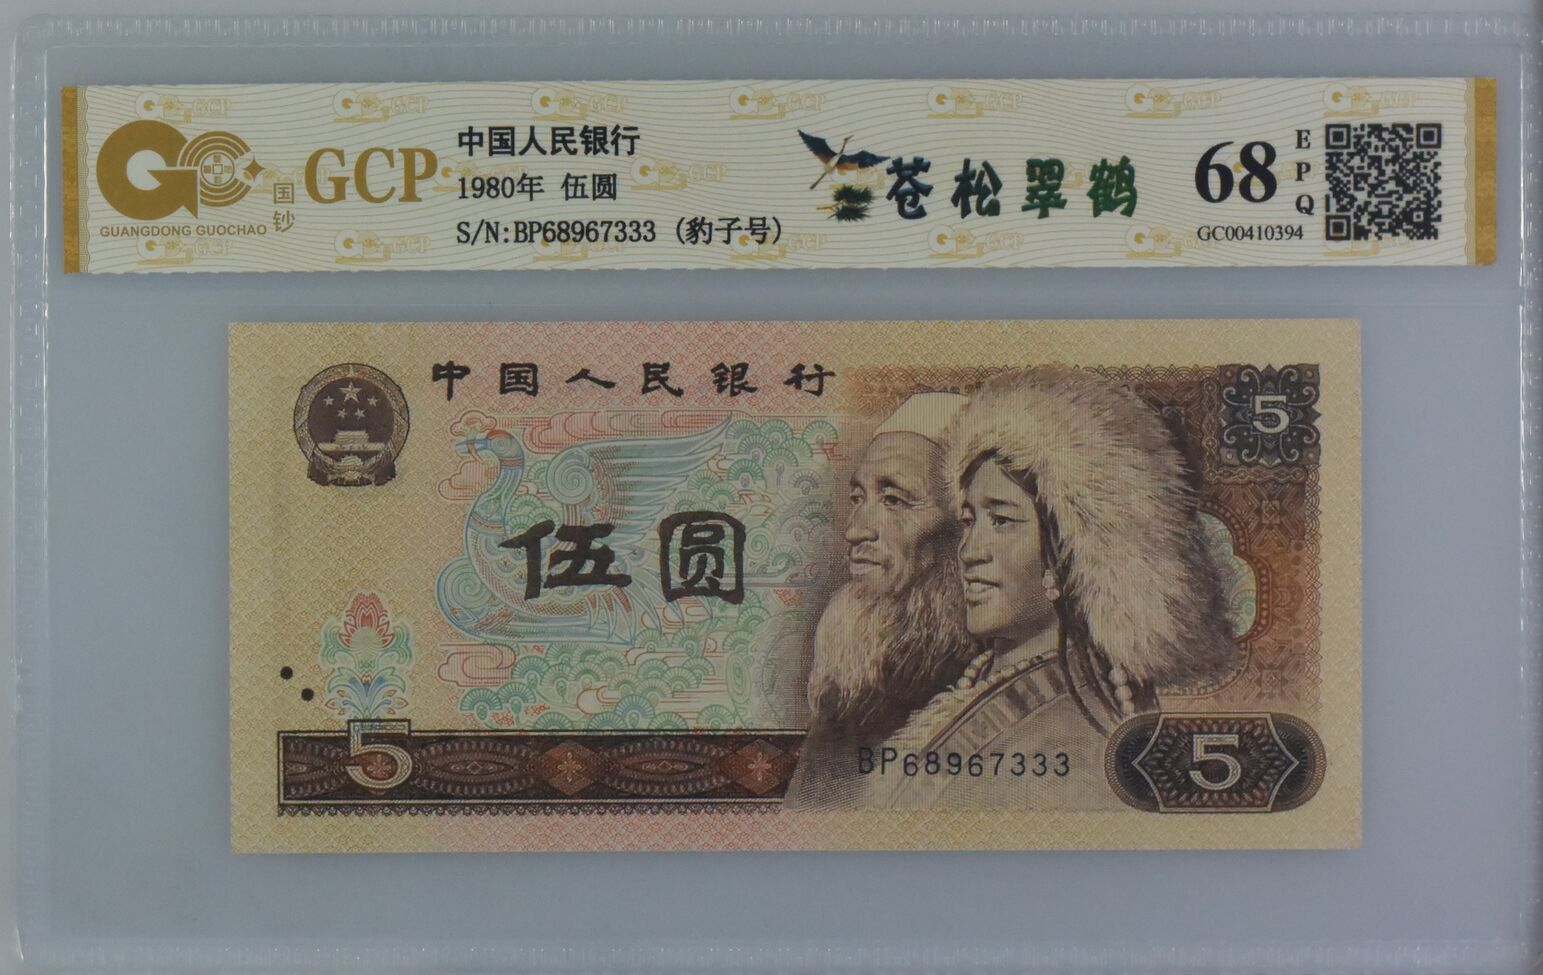 GCP
国钞
GUANGDONG GUOCHAO
中国人民银行
1980年 伍圆
S/N:BP68967333 (豹子号)
苍松翠鹤
68
EPQ
GC00410394
中国人民银行
5
伍圆
5
BP68967333
5